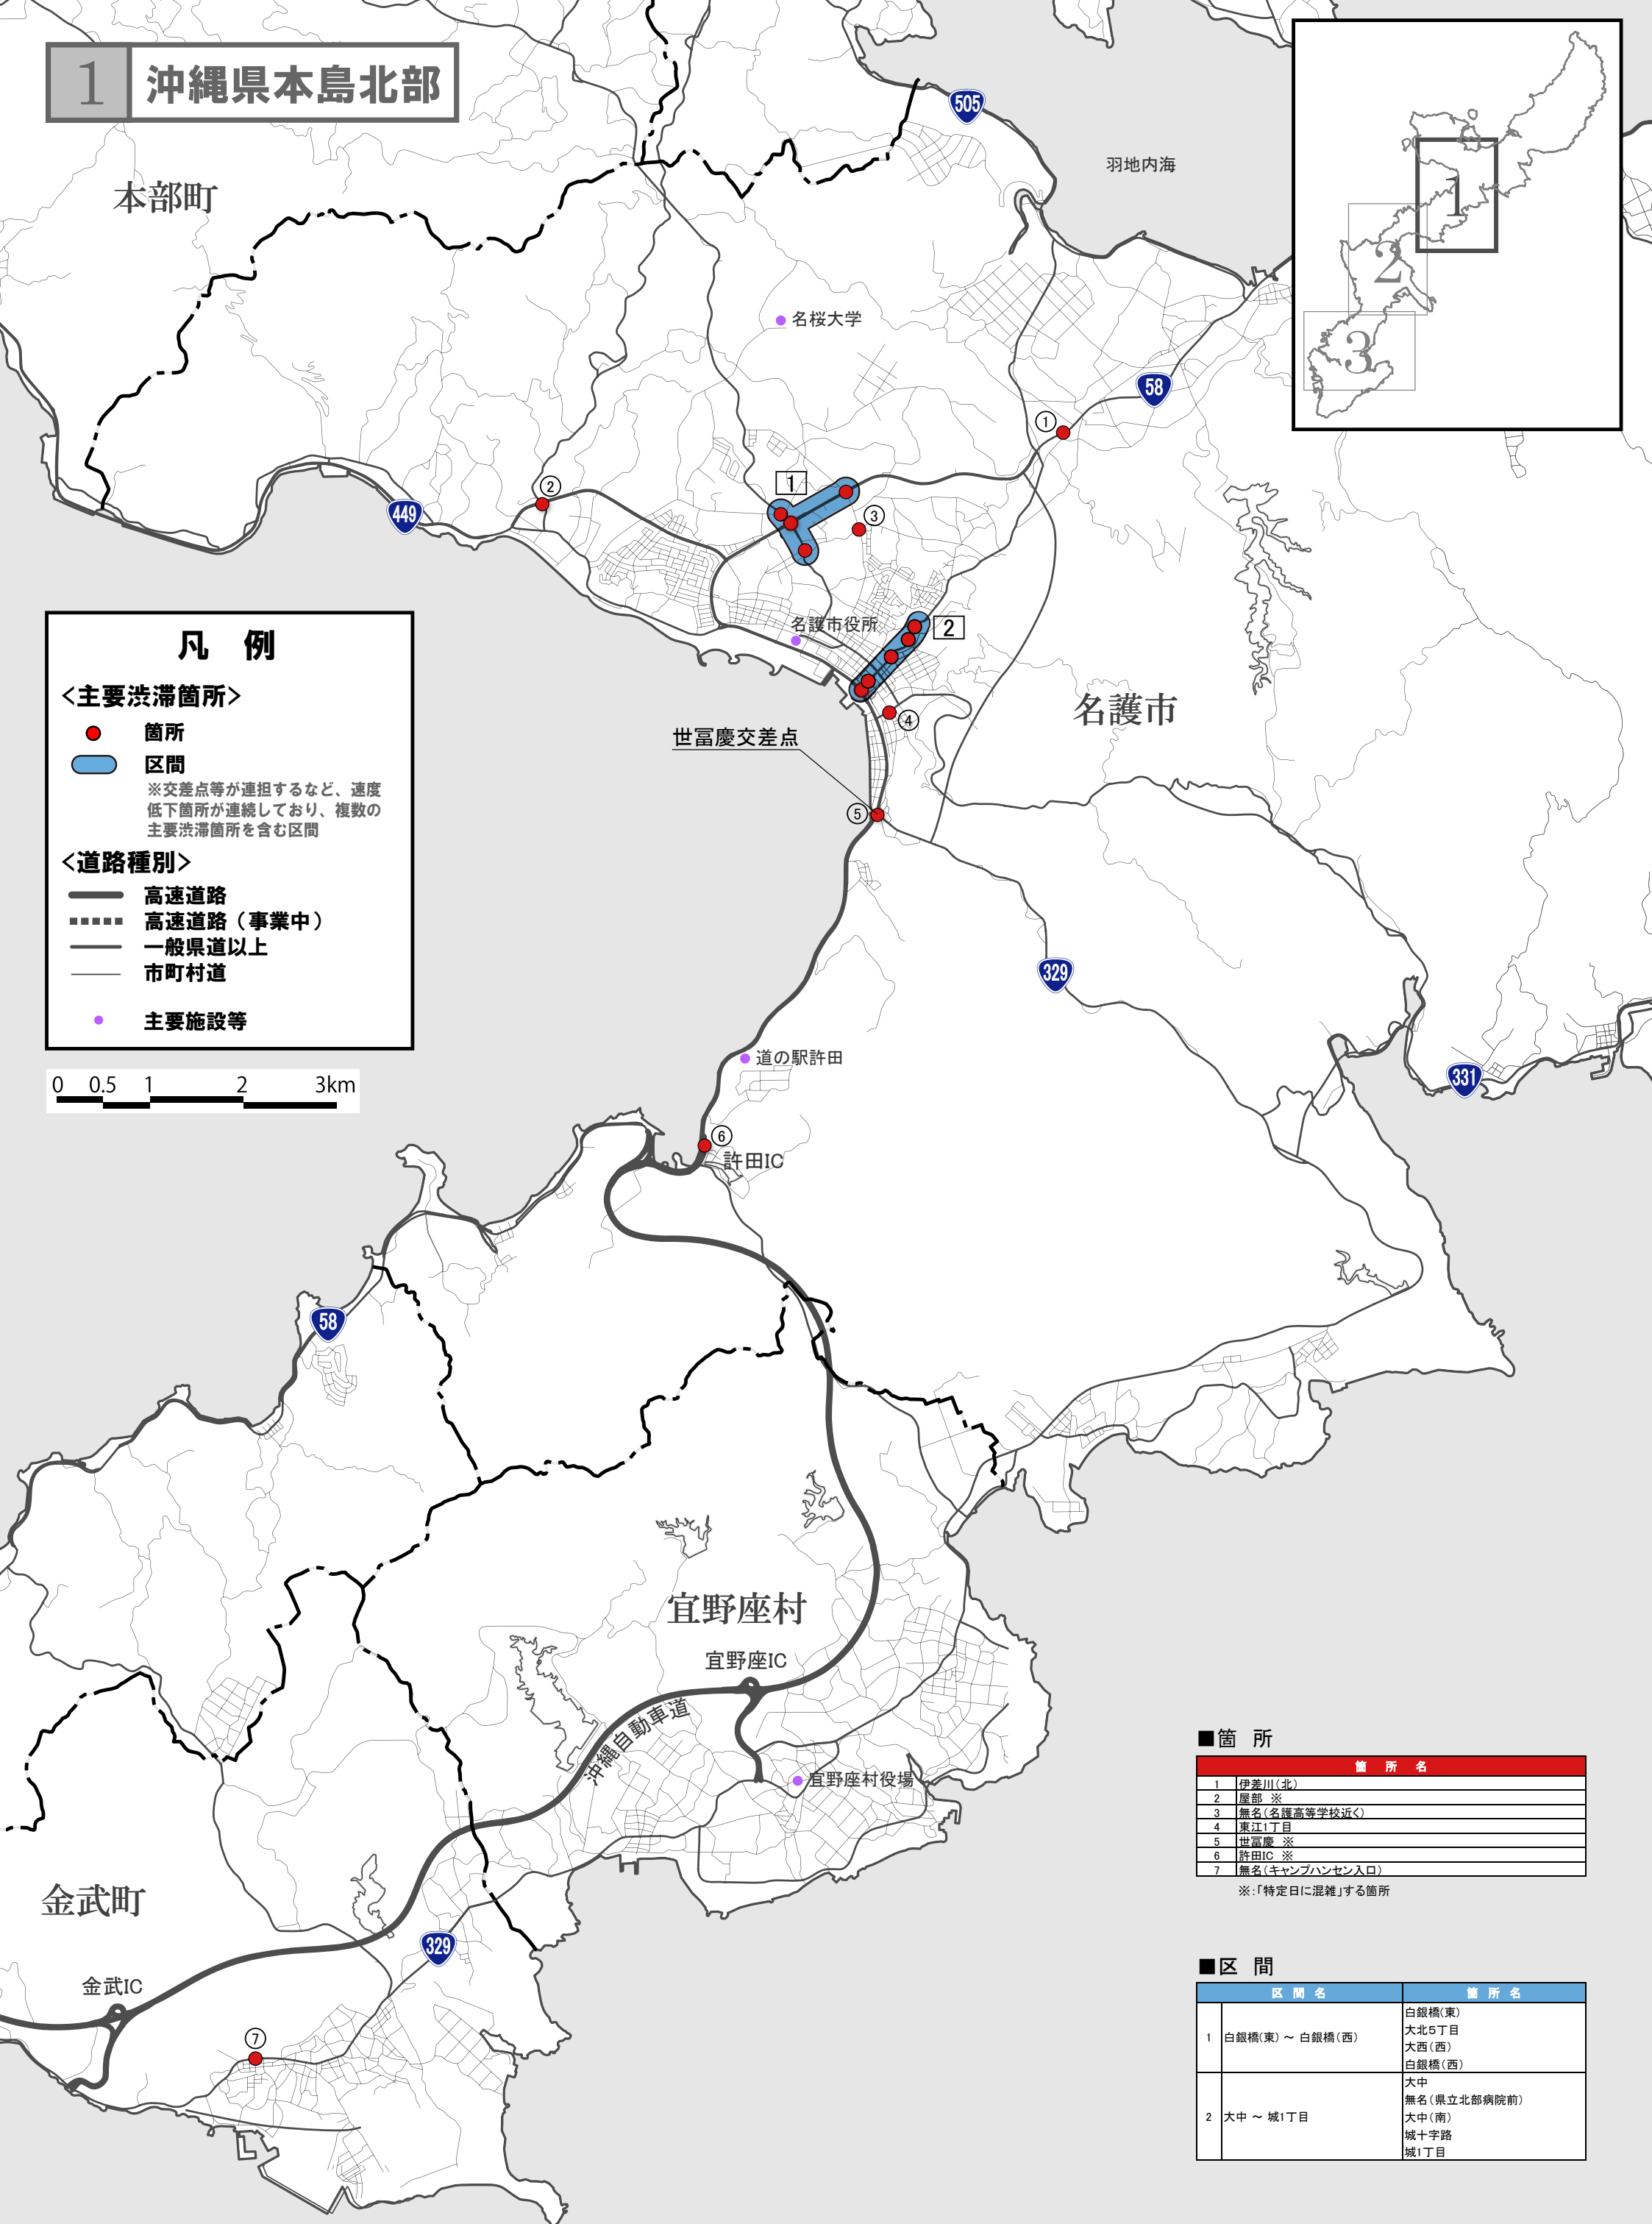 1 沖縄県本島北部
505
羽地内海
本部町
1
2
3
名桜大学
58
①
②
1
449
③
名護市役所
2
④
名護市
世冨慶交差点
⑤
凡 例
<主要渋滞箇所>
箇所
区間
※交差点等が連担するなど、速度
低下箇所が連続しており、複数の
主要渋滞箇所を含む区間
<道路種別>
高速道路
高速道路(事業中)
一般県道以上
市町村道
主要施設等
0 0.5 1 2 3km
329
道の駅許田
331
⑥
許田IC
58
宜野座村
宜野座IC
沖縄自動車道
宜野座村役場
金武町
329
金武IC
⑦
■箇 所
箇 所 名
1 伊差川(北)
2 屋部 ※
3 無名(名護高等学校近く)
4 東江1丁目
5 世冨慶 ※
6 許田IC ※
7 無名(キャンプハンセン入口)
※:「特定日に混雑」する箇所
■区 間
区 間 名 箇 所 名
1 白銀橋(東) ～ 白銀橋(西)
白銀橋(東)
大北5丁目
大西(西)
白銀橋(西)
2 大中 ～ 城1丁目
大中
無名(県立北部病院前)
大中(南)
城十字路
城1丁目